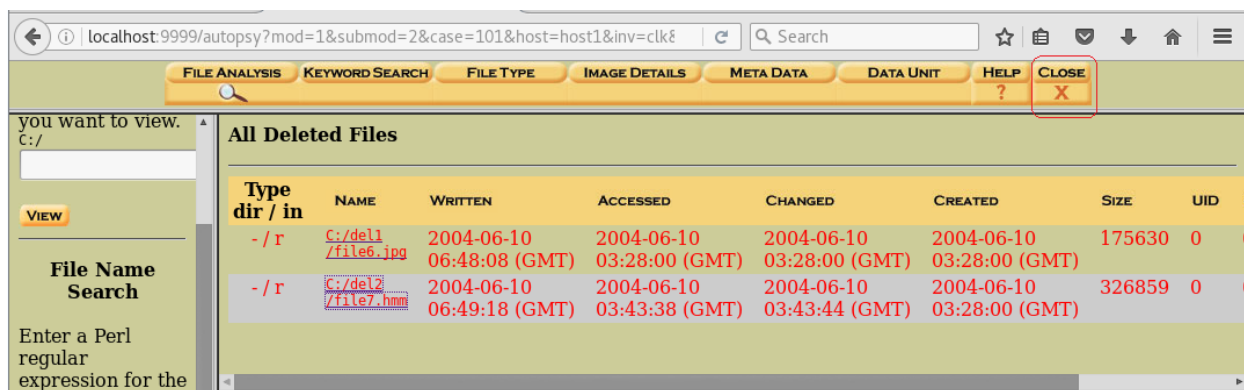 localhost:9999/autopsy?mod=1&submod=2&case=101&host=host1&inv=clk8
Search
FILE ANALYSIS KEYWORD SEARCH FILE TYPE IMAGE DETAILS META DATA DATA UNIT HELP CLOSE
? X
you want to view.
C:/
VIEW
File Name
Search
Enter a Perl
regular
expression for the
All Deleted Files
Type
dir / in NAME WRITTEN ACCESSED CHANGED CREATED SIZE UID
- / r C:/del1 2004-06-10 2004-06-10 2004-06-10 2004-06-10 175630 0
/file6.jpg 06:48:08 (GMT) 03:28:00 (GMT) 03:28:00 (GMT) 03:28:00 (GMT)
- / r C:/del2 2004-06-10 2004-06-10 2004-06-10 2004-06-10 326859 0
/file7.hmm 06:49:18 (GMT) 03:43:38 (GMT) 03:43:44 (GMT) 03:28:00 (GMT)